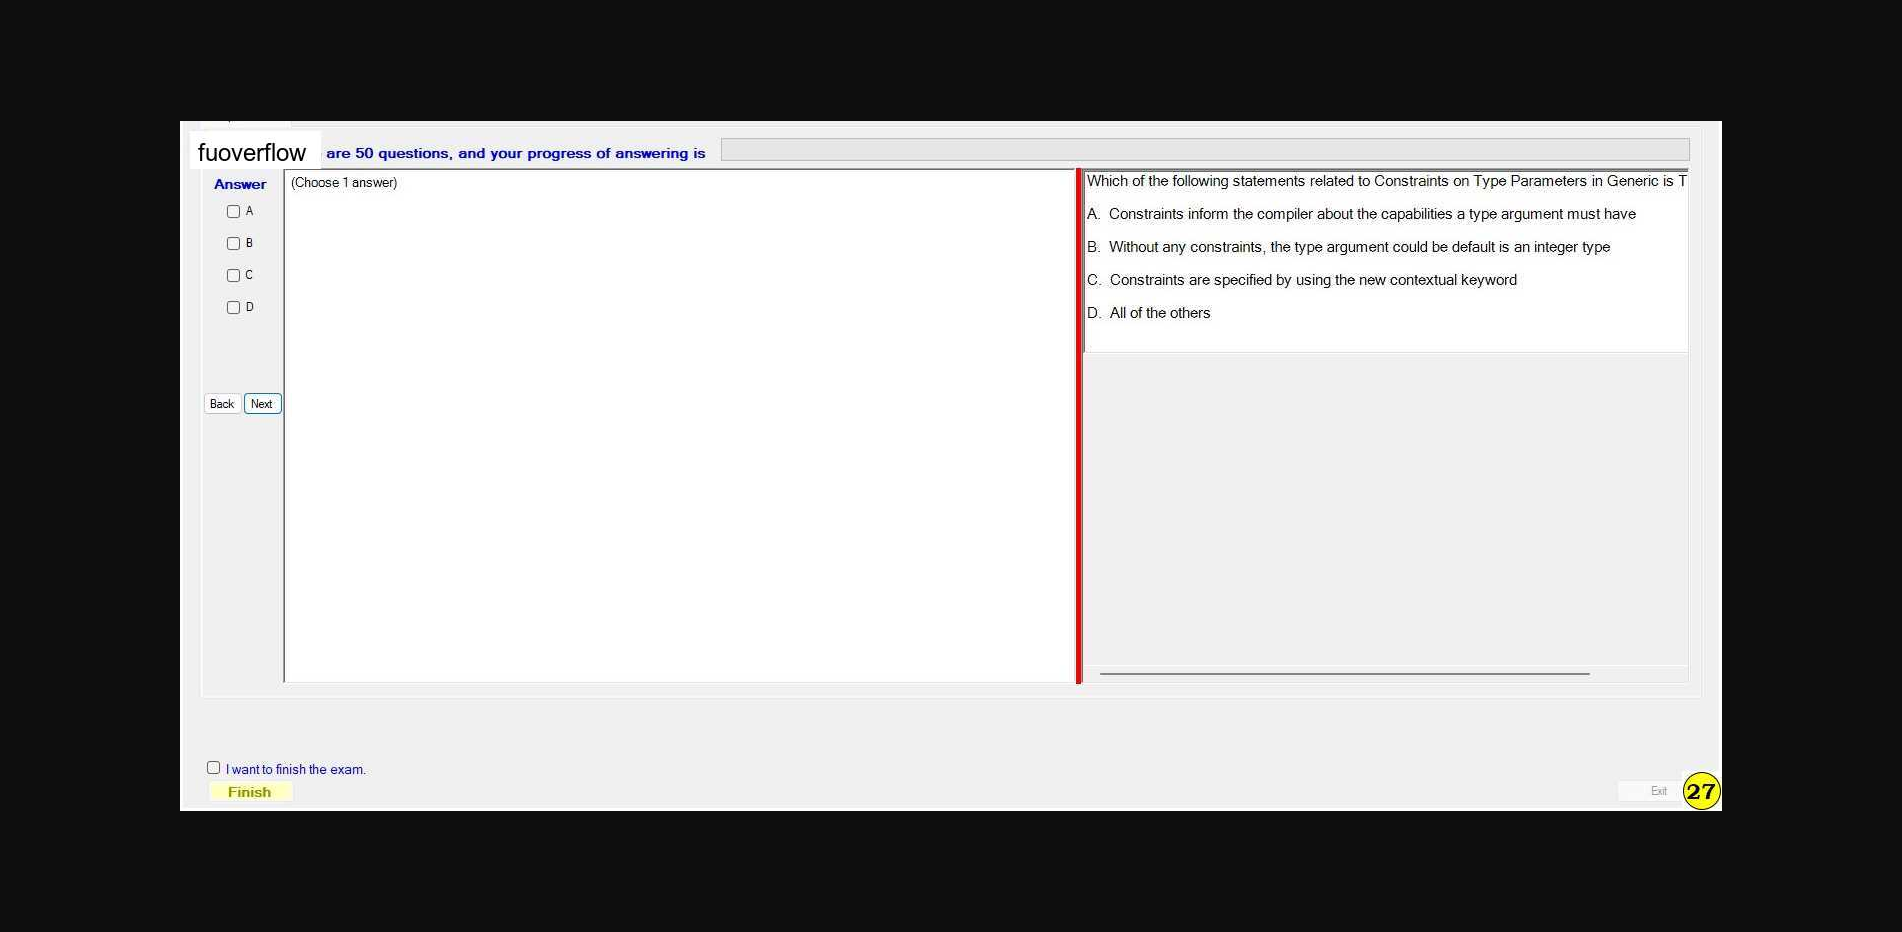 fuoverflow are 50 questions, and your progress of answering is
Answer
A
B
C
D
Back Next
(Choose 1 answer)
Which of the following statements related to Constraints on Type Parameters in Generic is T
A. Constraints inform the compiler about the capabilities a type argument must have
B. Without any constraints, the type argument could be default is an integer type
C. Constraints are specified by using the new contextual keyword
D. All of the others
I want to finish the exam.
Finish
Exit
27